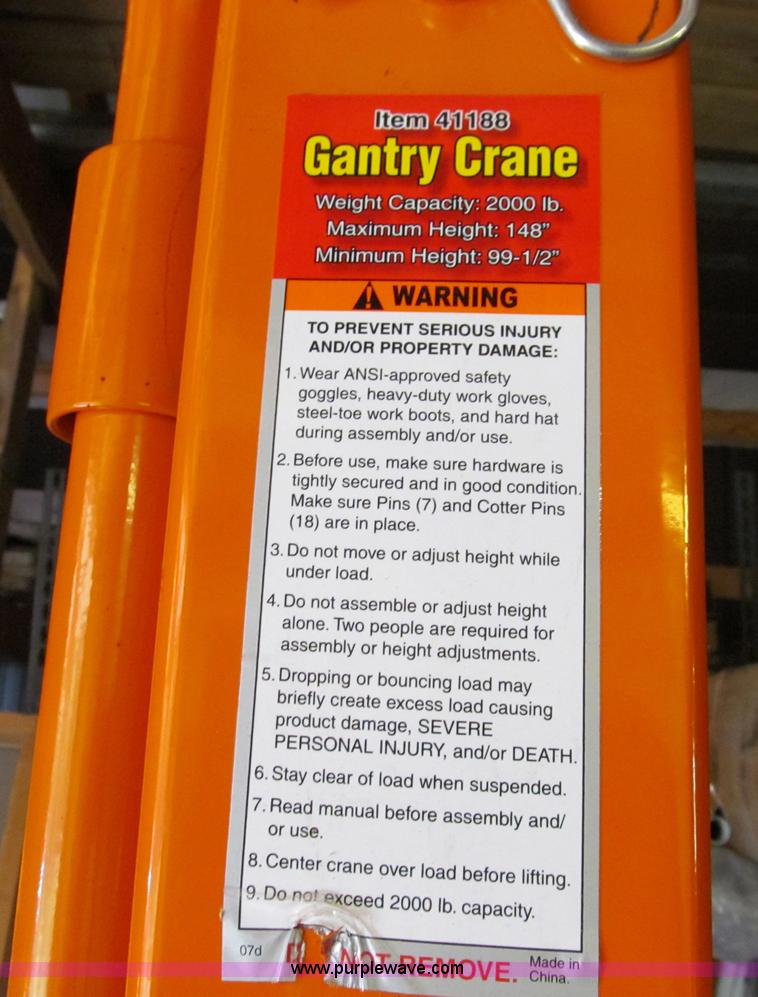 Item 41188
Gantry Crane
Weight Capacity: 2000 lb.
Maximum Height: 148"
Minimum Height: 99-1/2"
WARNING
TO PREVENT SERIOUS INJURY
AND/OR PROPERTY DAMAGE:
1. Wear ANSI-approved safety
goggles, heavy-duty work gloves,
steel-toe work boots, and hard hat
during assembly and/or use.
2. Before use, make sure hardware is
tightly secured and in good condition.
Make sure Pins (7) and Cotter Pins
(18) are in place.
3. Do not move or adjust height while
under load.
4. Do not assemble or adjust height
alone. Two people are required for
assembly or height adjustments.
5. Dropping or bouncing load may
briefly create excess load causing
product damage, SEVERE
PERSONAL INJURY, and/or DEATH.
6. Stay clear of load when suspended.
7. Read manual before assembly and/
or use.
8. Center crane over load before lifting.
9. Do not exceed 2000 lb. capacity.
07d
NOT REMOVE.
Made in
China.
www.purplewave.com